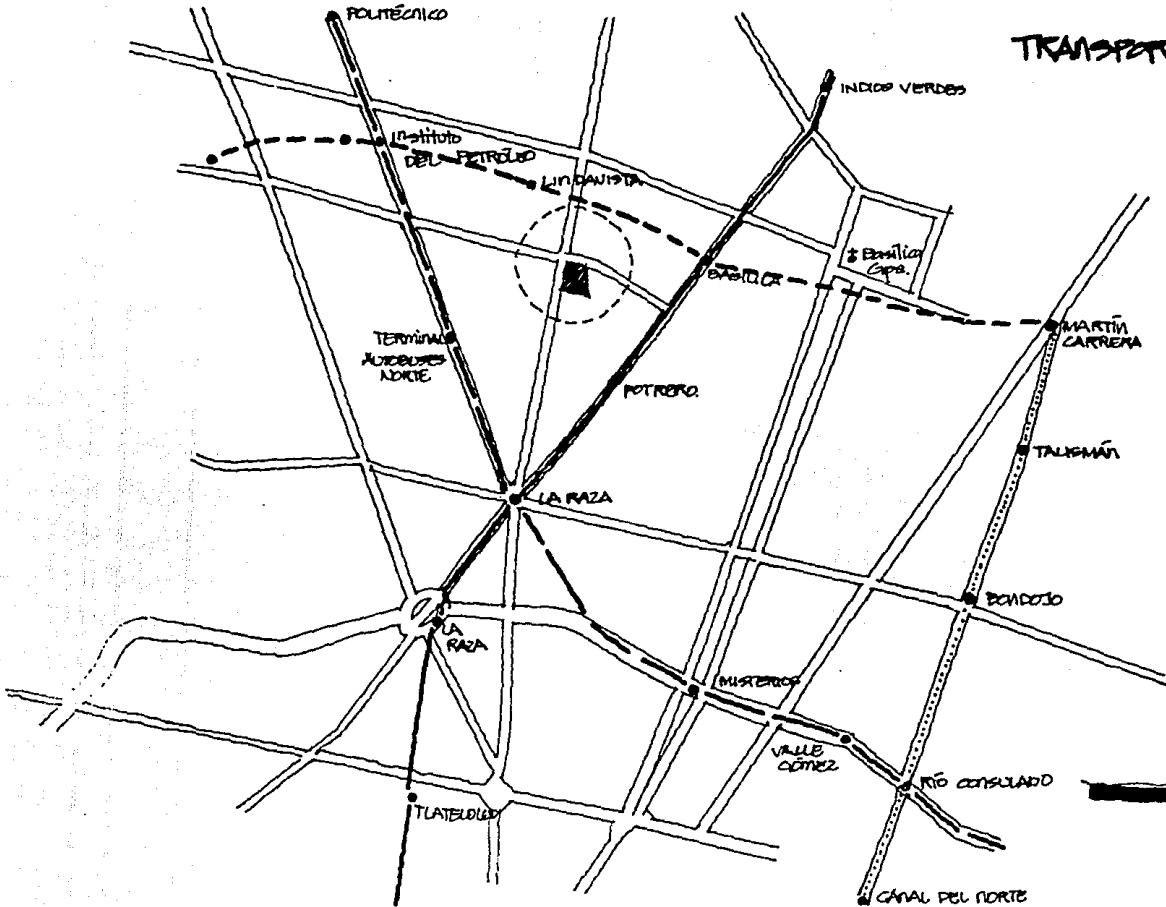 POLITÉCNICO
INDIOS VERDES
Instituto
DEL PETRÓLEO
LINDAVISTA
BASÍLICA
Basílica
Gpe.
MARTÍN
CARRERA
TERMINAL
AUTOBUSES
NORTE
POTRERO.
TALISMÁN
LA RAZA
BONDOJO
LA
RAZA
MISTERIOS
VALLE
GÓMEZ
RÍO CONSULADO
TLATELOLCO
CANAL DEL NORTE